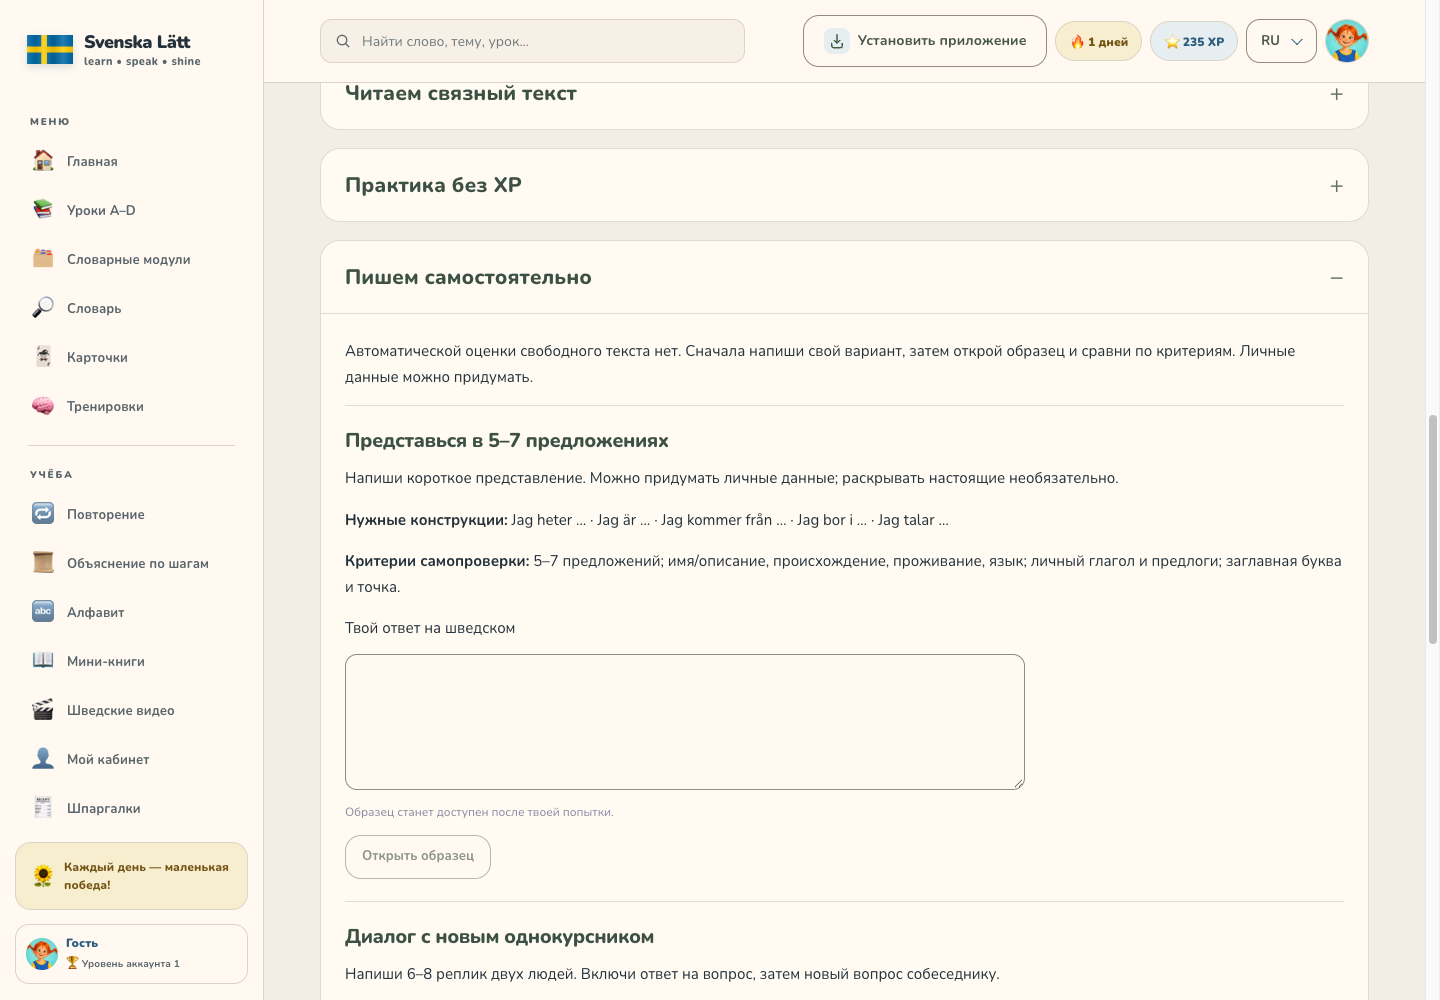 Svenska Lätt
learn • speak • shine
МЕНЮ
Главная
Уроки A–D
Словарные модули
Словарь
Карточки
Тренировки
УЧЁБА
Повторение
Объяснение по шагам
abc
Алфавит
Мини-книги
Шведские видео
Мой кабинет
Шпаргалки
Каждый день — маленькая
победа!
Гость
Уровень аккаунта 1
Найти слово, тему, урок...
Установить приложение
1 дней
235 XP
RU
Читаем связный текст
Практика без XP
Пишем самостоятельно
Автоматической оценки свободного текста нет. Сначала напиши свой вариант, затем открой образец и сравни по критериям. Личные
данные можно придумать.
Представься в 5–7 предложениях
Напиши короткое представление. Можно придумать личные данные; раскрывать настоящие необязательно.
Нужные конструкции: Jag heter ... · Jag är ... · Jag kommer från ... · Jag bor i ... · Jag talar ...
Критерии самопроверки: 5–7 предложений; имя/описание, происхождение, проживание, язык; личный глагол и предлоги; заглавная буква
и точка.
Твой ответ на шведском
Образец станет доступен после твоей попытки.
Открыть образец
Диалог с новым однокурсником
Напиши 6–8 реплик двух людей. Включи ответ на вопрос, затем новый вопрос собеседнику.